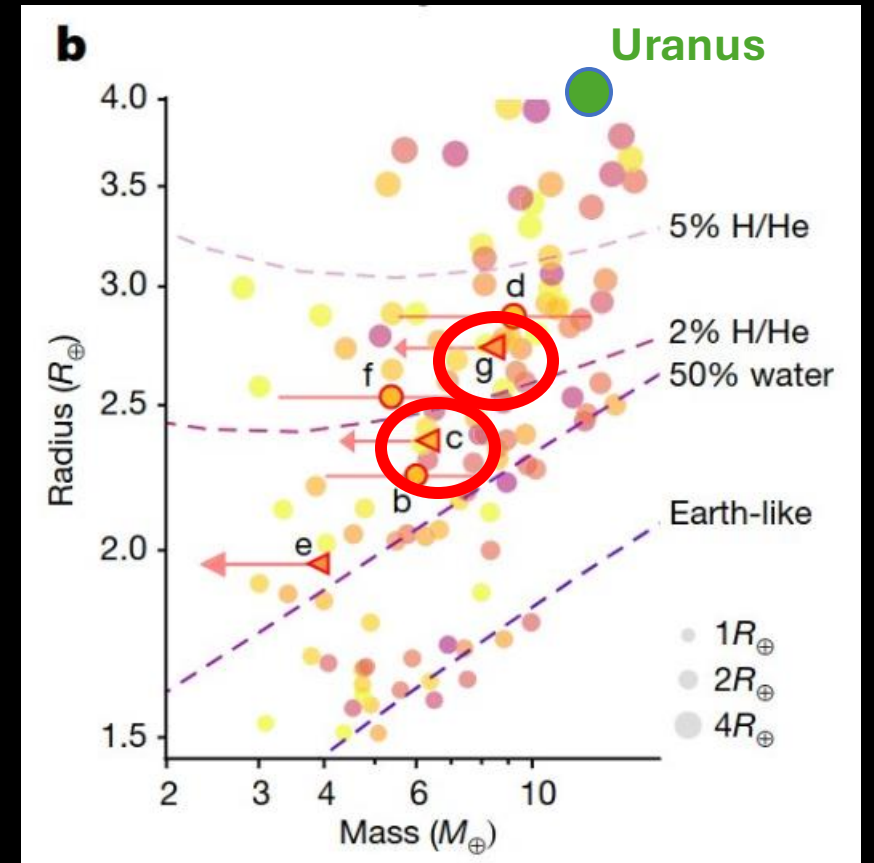 b
Uranus
4.0
3.5
3.0
2.5
2.0
1.5
Radius (R⊕)
5% H/He
2% H/He
50% water
Earth-like
d
g
f
c
b
e
1R⊕
2R⊕
4R⊕
2 3 4 6 10
Mass (M⊕)